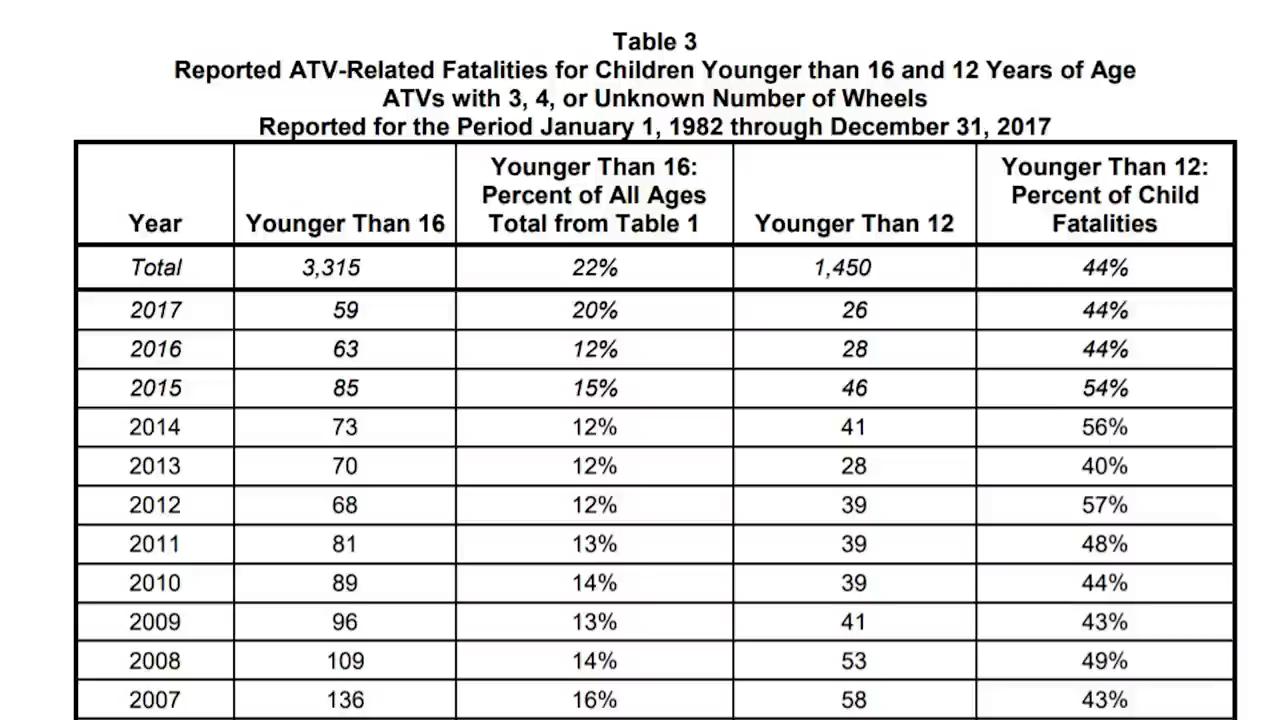 Table 3
Reported ATV-Related Fatalities for Children Younger than 16 and 12 Years of Age
ATVs with 3, 4, or Unknown Number of Wheels
Reported for the Period January 1, 1982 through December 31, 2017
Year Younger Than 16 Younger Than 16: Percent of All Ages Total from Table 1 Younger Than 12 Younger Than 12: Percent of Child Fatalities
Total 3,315 22% 1,450 44%
2017 59 20% 26 44%
2016 63 12% 28 44%
2015 85 15% 46 54%
2014 73 12% 41 56%
2013 70 12% 28 40%
2012 68 12% 39 57%
2011 81 13% 39 48%
2010 89 14% 39 44%
2009 96 13% 41 43%
2008 109 14% 53 49%
2007 136 16% 58 43%